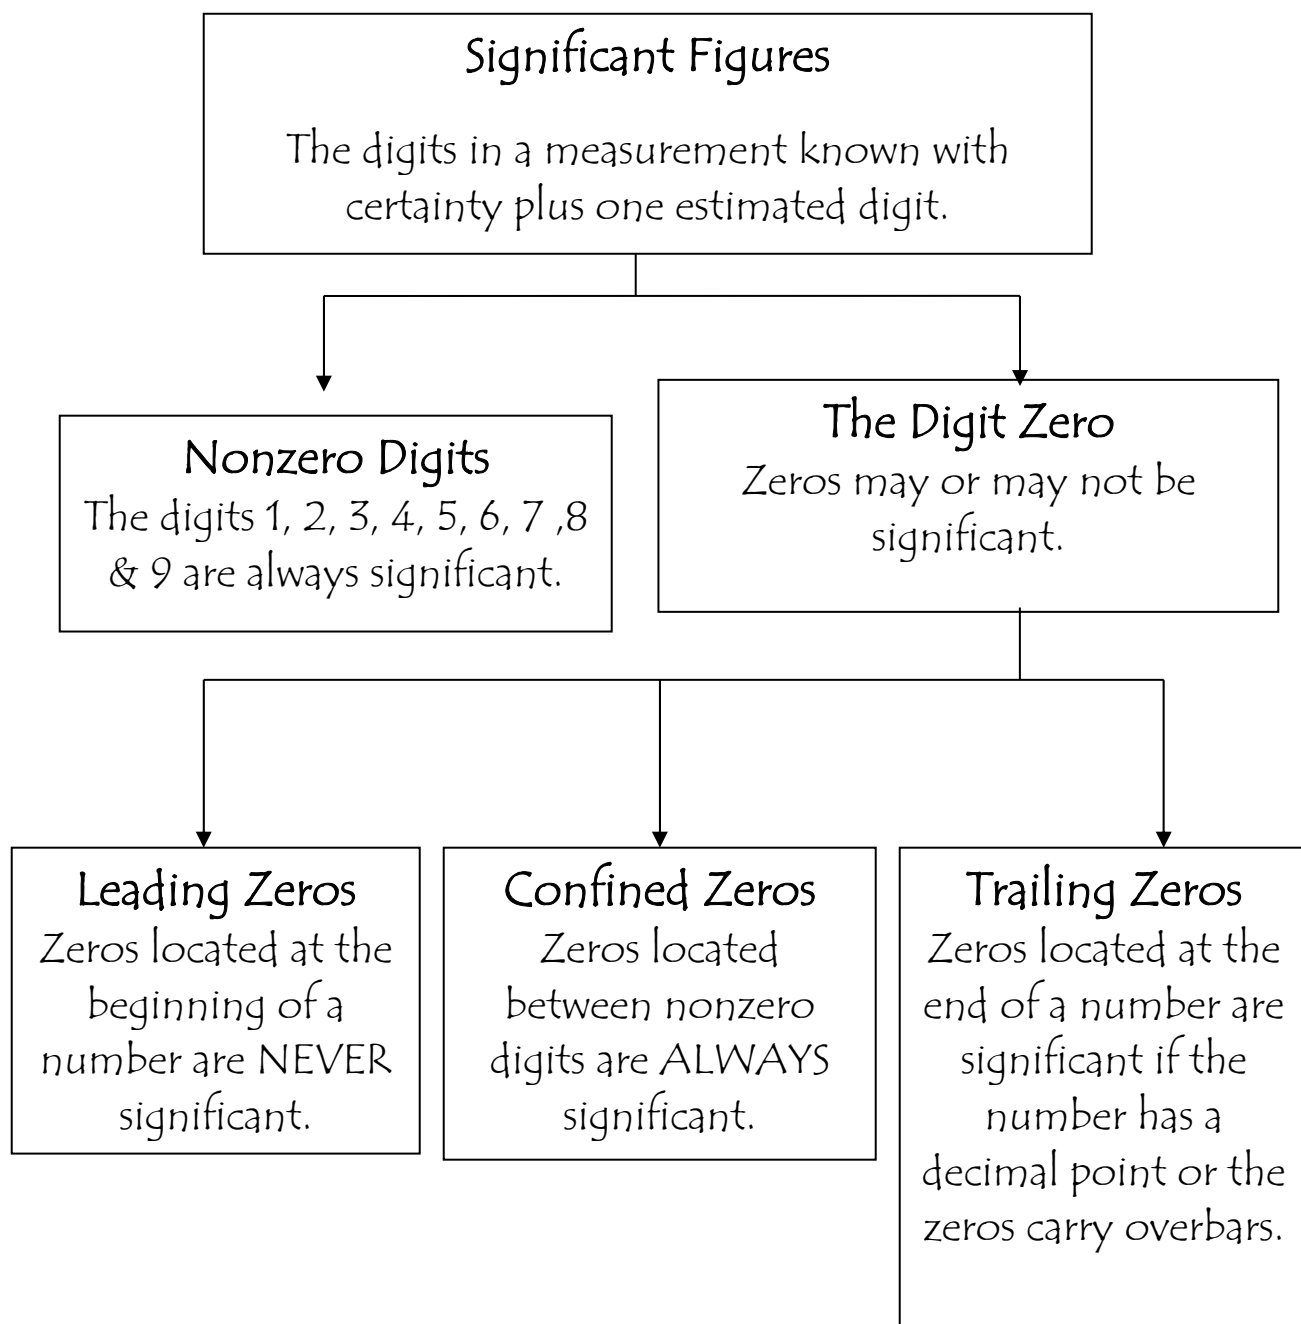 Significant Figures
The digits in a measurement known with
certainty plus one estimated digit.
Nonzero Digits
The digits 1, 2, 3, 4, 5, 6, 7 ,8
& 9 are always significant.
The Digit Zero
Zeros may or may not be
significant.
Leading Zeros
Zeros located at the
beginning of a
number are NEVER
significant.
Confined Zeros
Zeros located
between nonzero
digits are ALWAYS
significant.
Trailing Zeros
Zeros located at the
end of a number are
significant if the
number has a
decimal point or the
zeros carry overbars.